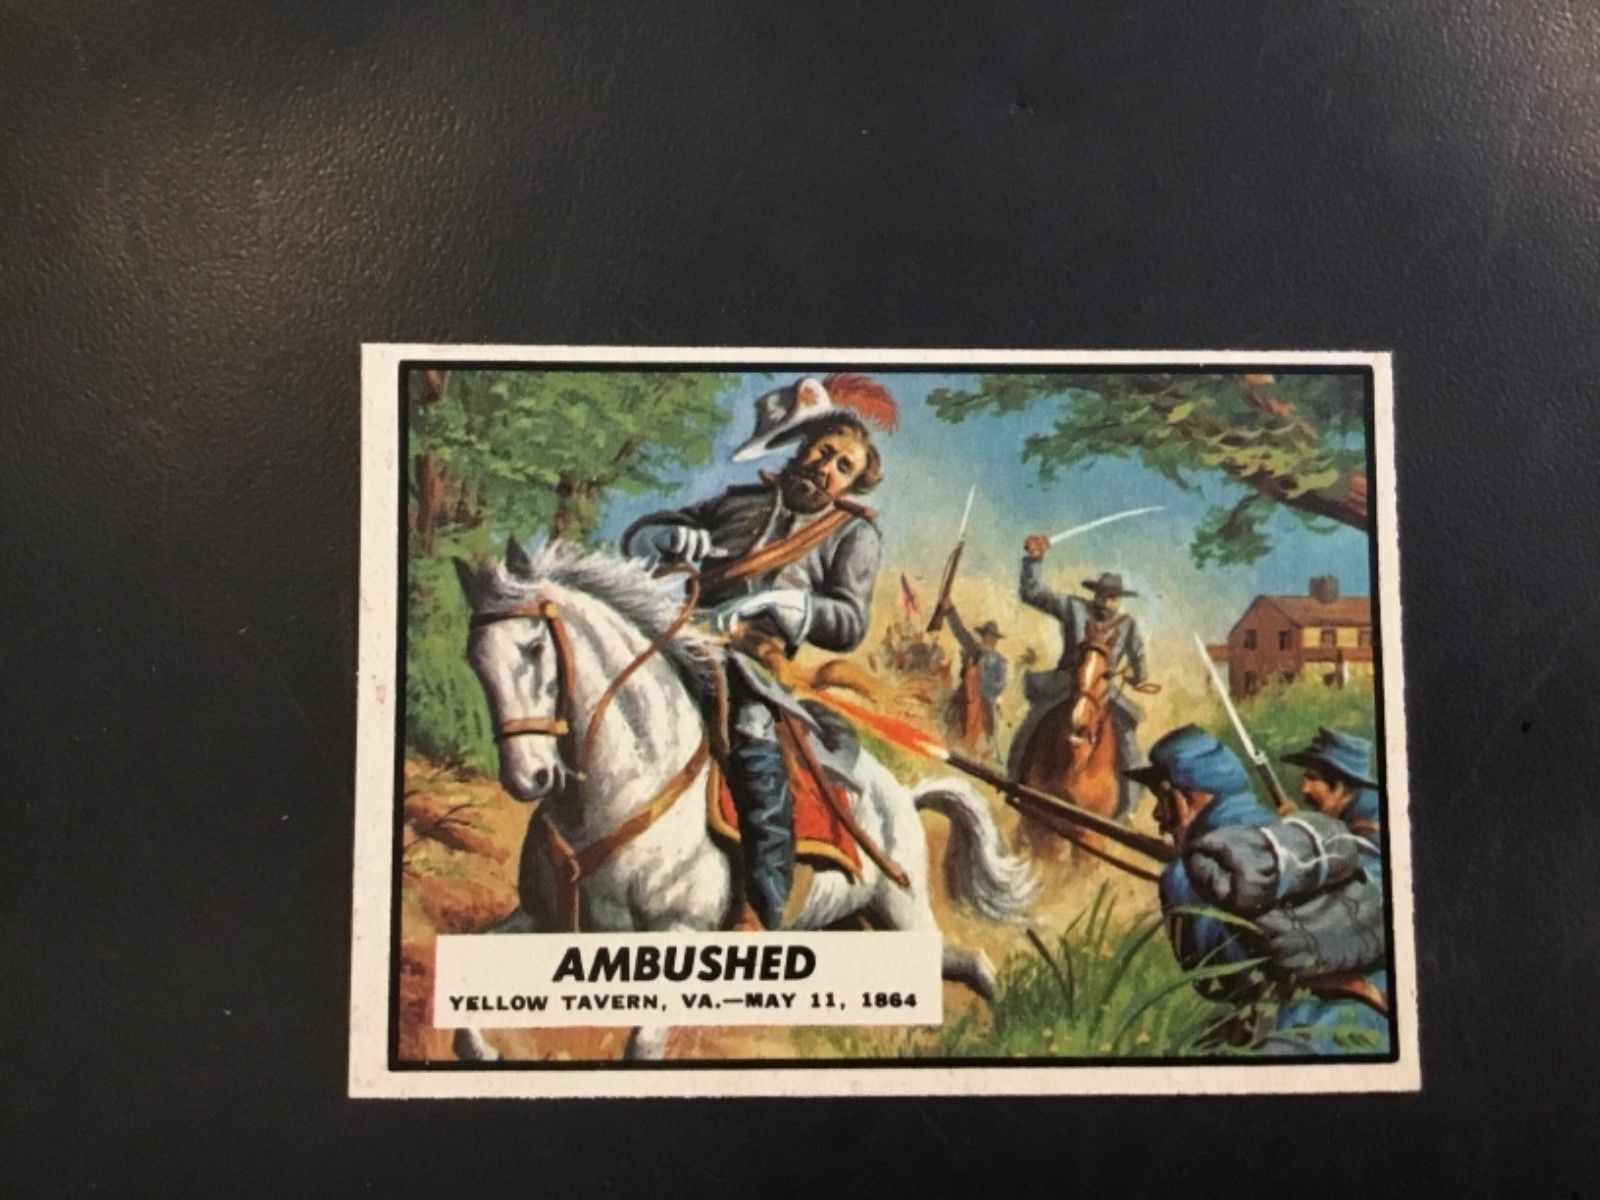 AMBUSHED
YELLOW TAVERN, VA.—MAY 11, 1864